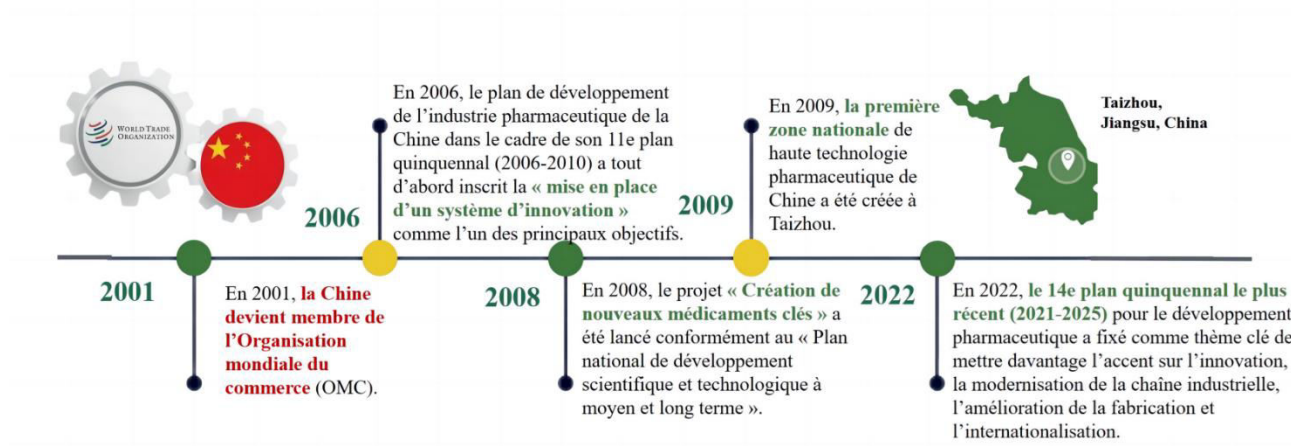 WORLD TRADE
ORGANIZATION
2001
En 2001, la Chine
devient membre de
l’Organisation
mondiale du
commerce (OMC).
2006
En 2006, le plan de développement
de l’industrie pharmaceutique de la
Chine dans le cadre de son 11e plan
quinquennal (2006-2010) a tout
d’abord inscrit la « mise en place
d’un système d’innovation »
comme l’un des principaux objectifs.
2008
En 2008, le projet « Création de
nouveaux médicaments clés » a
été lancé conformément au « Plan
national de développement
scientifique et technologique à
moyen et long terme ».
2009
En 2009, la première
zone nationale de
haute technologie
pharmaceutique de
Chine a été créée à
Taizhou.
Taizhou,
Jiangsu, China
2022
En 2022, le 14e plan quinquennal le plus
récent (2021-2025) pour le développement
pharmaceutique a fixé comme thème clé de
mettre davantage l’accent sur l’innovation,
la modernisation de la chaîne industrielle,
l’amélioration de la fabrication et
l’internationalisation.